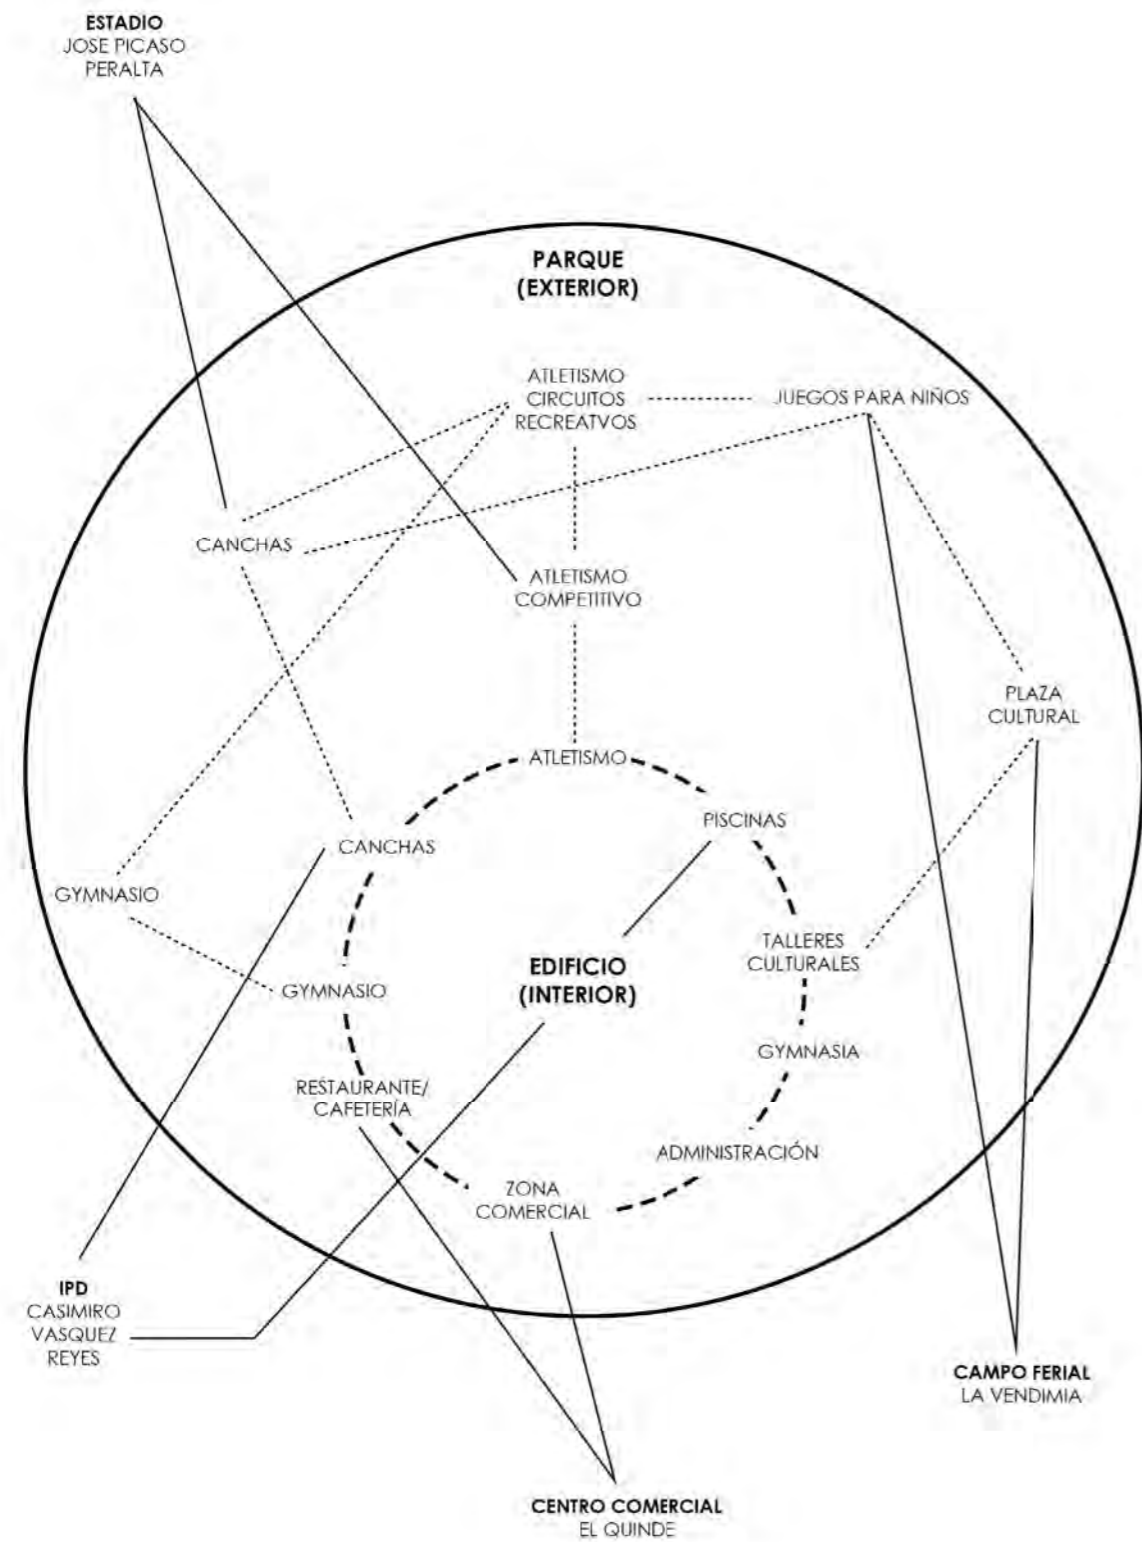 ESTADIO
JOSE PICASO
PERALTA
PARQUE
(EXTERIOR)
ATLETISMO
CIRCUITOS
RECREATVOS
JUEGOS PARA NIÑOS
CANCHAS
ATLETISMO
COMPETITIVO
PLAZA
CULTURAL
ATLETISMO
PISCINAS
CANCHAS
GYMNASIO
TALLERES
CULTURALES
EDIFICIO
(INTERIOR)
GYMNASIO
GYMNASIA
RESTAURANTE/
CAFETERÍA
ADMINISTRACIÓN
ZONA
COMERCIAL
IPD
CASIMIRO
VASQUEZ
REYES
CAMPO FERIAL
LA VENDIMIA
CENTRO COMERCIAL
EL QUINDE